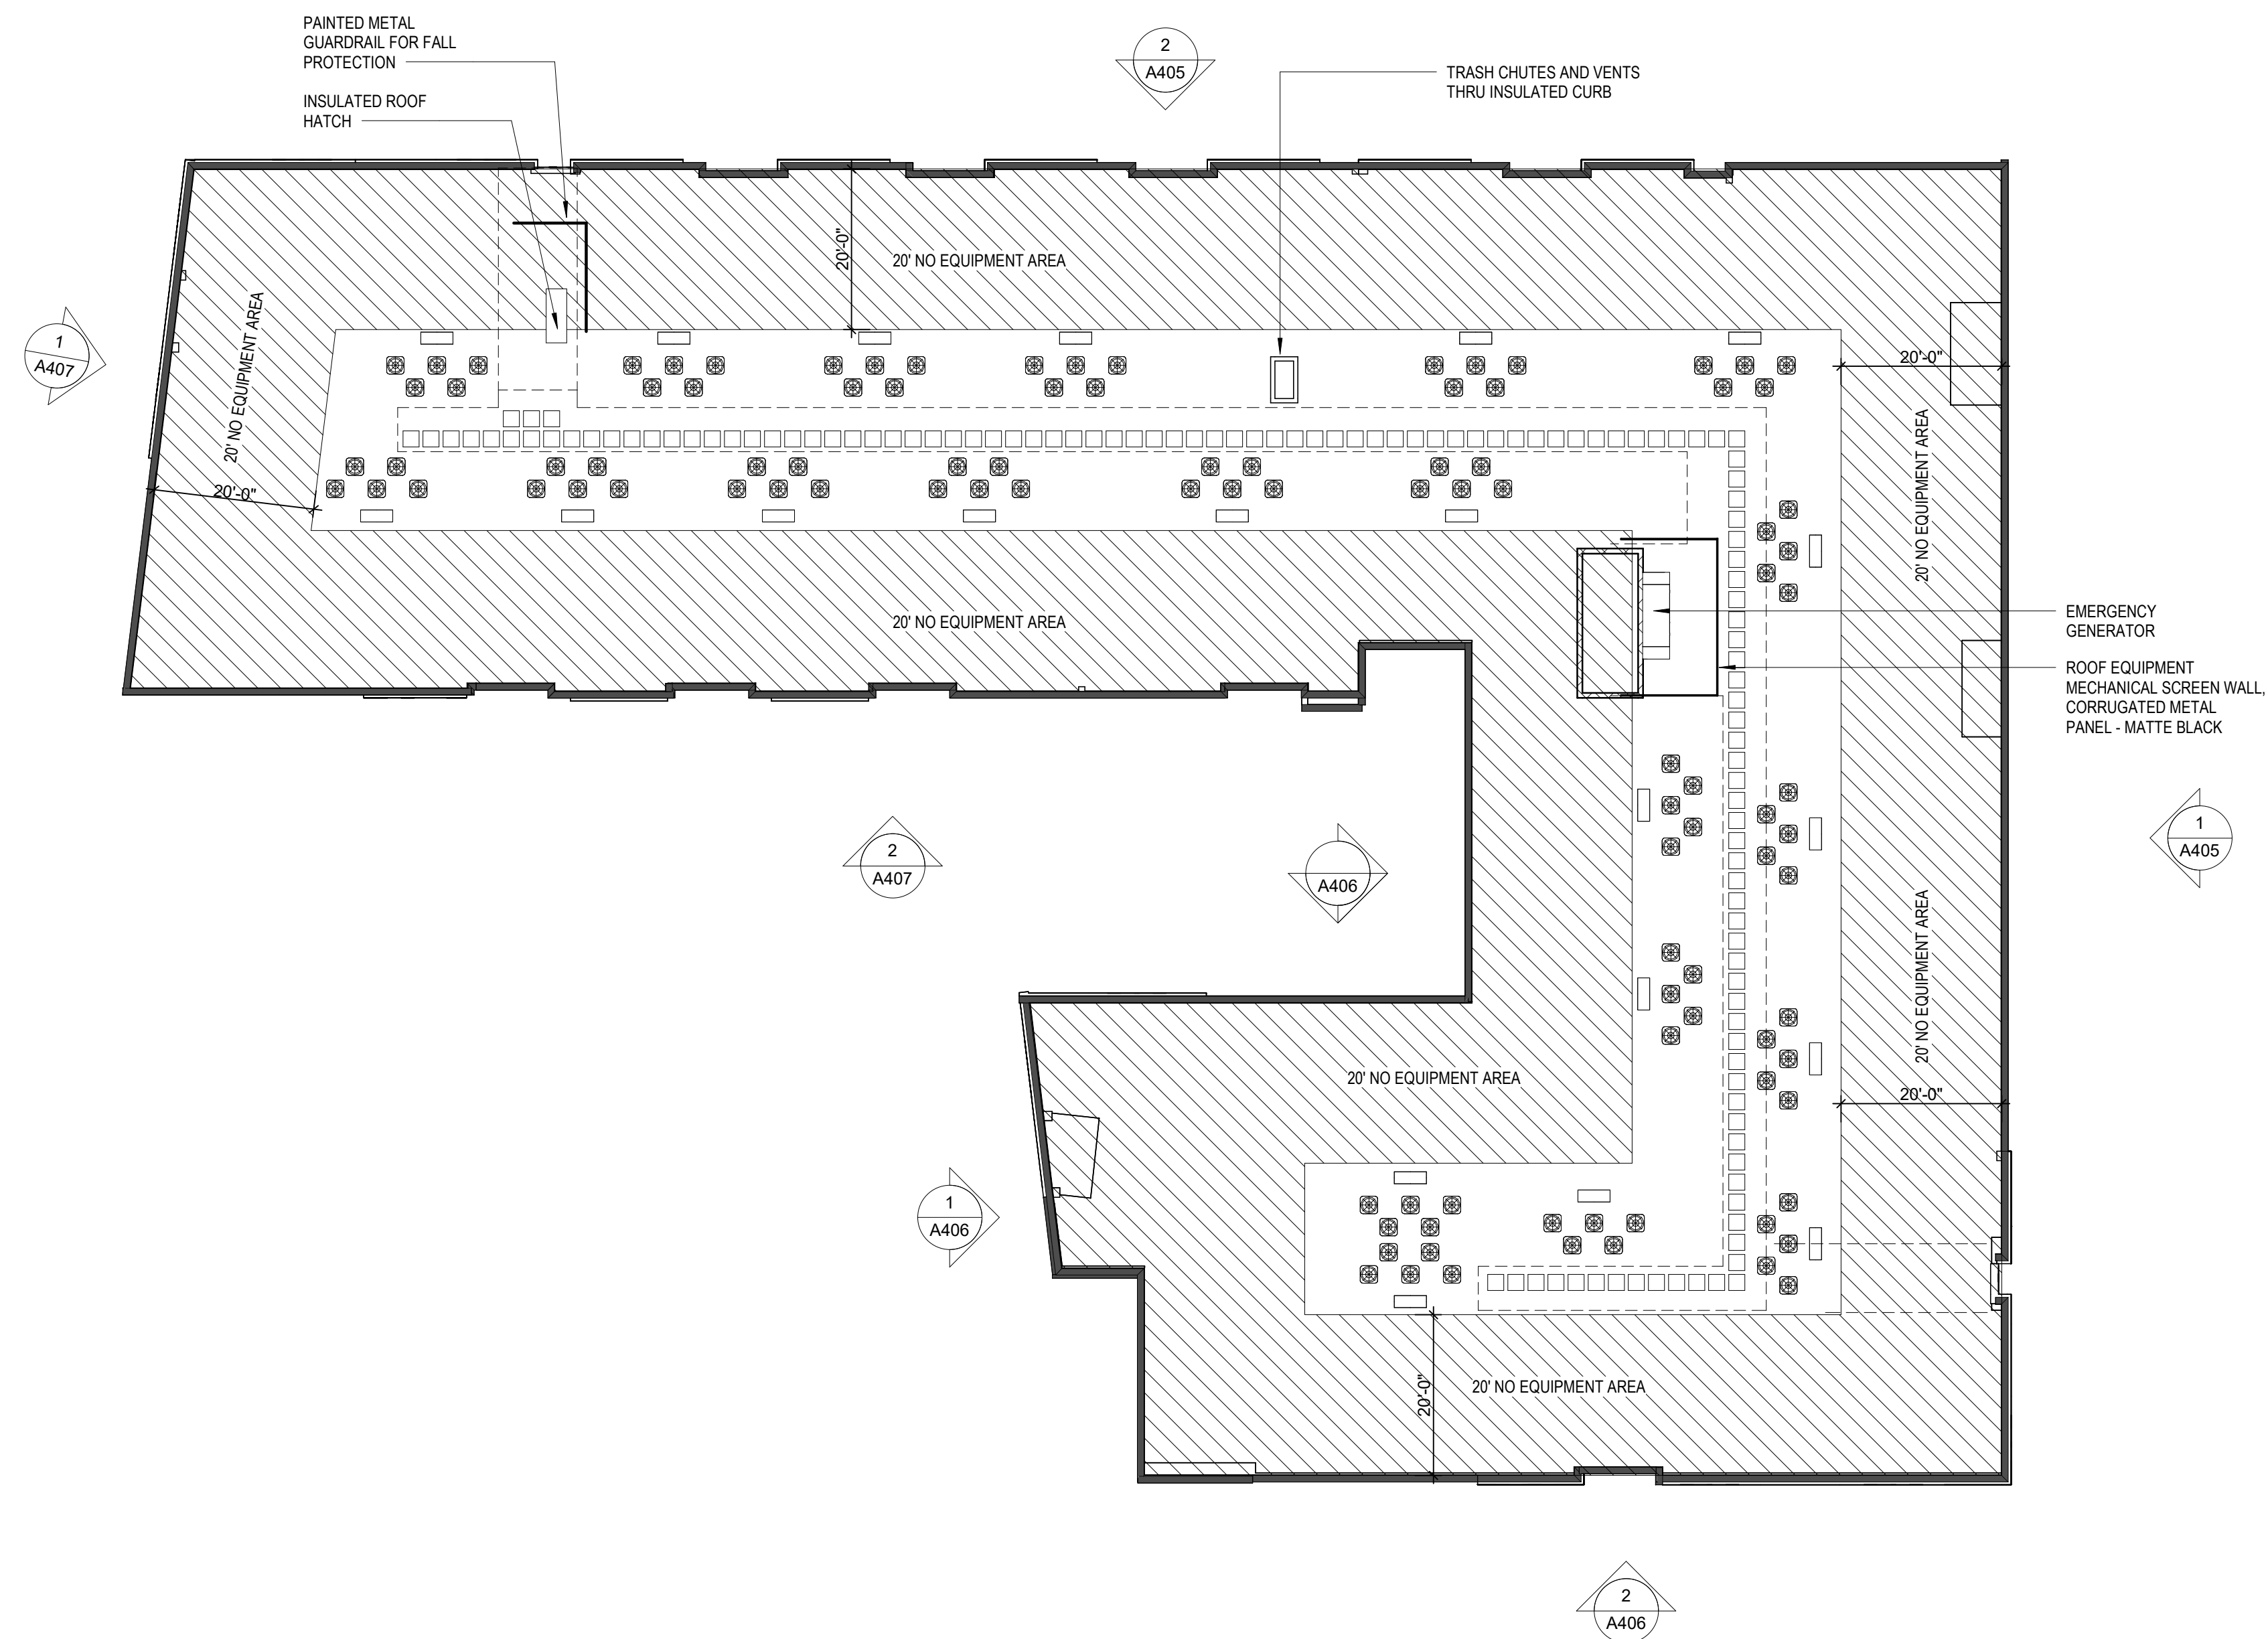 PAINTED METAL
GUARDRAIL FOR FALL
PROTECTION
INSULATED ROOF
HATCH
2
A405
TRASH CHUTES AND VENTS
THRU INSULATED CURB
20'-0"
20' NO EQUIPMENT AREA
1
A407
20' NO EQUIPMENT AREA
20'-0"
20'-0"
20' NO EQUIPMENT AREA
20' NO EQUIPMENT AREA
EMERGENCY
GENERATOR
ROOF EQUIPMENT
MECHANICAL SCREEN WALL,
CORRUGATED METAL
PANEL - MATTE BLACK
2
A407
A406
1
A405
20' NO EQUIPMENT AREA
20' NO EQUIPMENT AREA
20'-0"
1
A406
20'-0"
20' NO EQUIPMENT AREA
2
A406